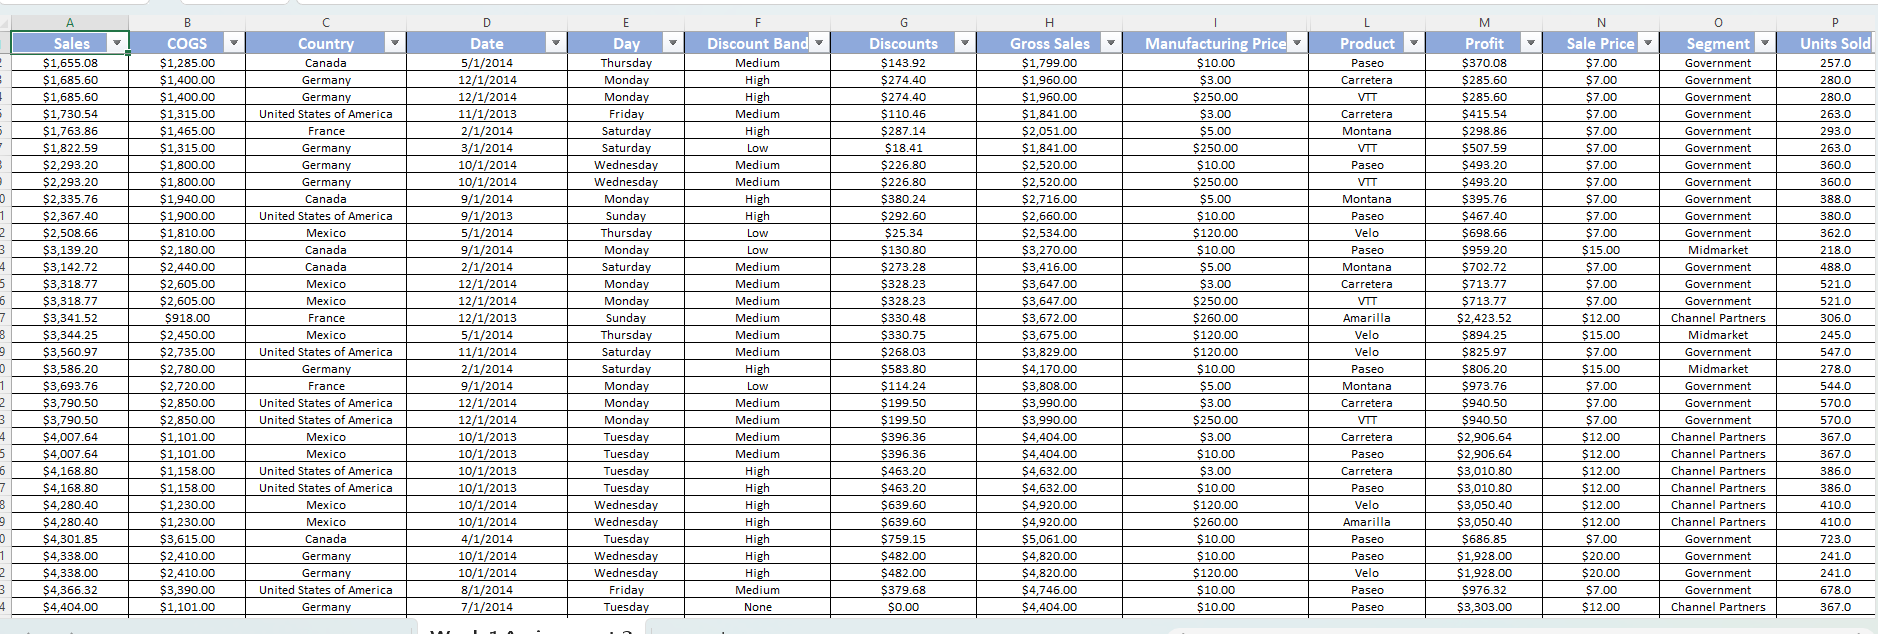 A B C D E F G H I L M N O P
Sales COGS Country Date Day Discount Band Discounts Gross Sales Manufacturing Price Product Profit Sale Price Segment Units Sold
$1,655.08 $1,285.00 Canada 5/1/2014 Thursday Medium $143.92 $1,799.00 $10.00 Paseo $370.08 $7.00 Government 257.0
$1,685.60 $1,400.00 Germany 12/1/2014 Monday High $274.40 $1,960.00 $3.00 Carretera $285.60 $7.00 Government 280.0
$1,685.60 $1,400.00 Germany 12/1/2014 Monday High $274.40 $1,960.00 $250.00 VTT $285.60 $7.00 Government 280.0
$1,730.54 $1,315.00 United States of America 11/1/2013 Friday Medium $110.46 $1,841.00 $3.00 Carretera $415.54 $7.00 Government 263.0
$1,763.86 $1,465.00 France 2/1/2014 Saturday High $287.14 $2,051.00 $5.00 Montana $298.86 $7.00 Government 293.0
$1,822.59 $1,315.00 Germany 3/1/2014 Saturday Low $18.41 $1,841.00 $250.00 VTT $507.59 $7.00 Government 263.0
$2,293.20 $1,800.00 Germany 10/1/2014 Wednesday Medium $226.80 $2,520.00 $10.00 Paseo $493.20 $7.00 Government 360.0
$2,293.20 $1,800.00 Germany 10/1/2014 Wednesday Medium $226.80 $2,520.00 $250.00 VTT $493.20 $7.00 Government 360.0
$2,335.76 $1,940.00 Canada 9/1/2014 Monday High $380.24 $2,716.00 $5.00 Montana $395.76 $7.00 Government 388.0
$2,367.40 $1,900.00 United States of America 9/1/2013 Sunday High $292.60 $2,660.00 $10.00 Paseo $467.40 $7.00 Government 380.0
$2,508.66 $1,810.00 Mexico 5/1/2014 Thursday Low $25.34 $2,534.00 $120.00 Velo $698.66 $7.00 Government 362.0
$3,139.20 $2,180.00 Canada 9/1/2014 Monday Low $130.80 $3,270.00 $10.00 Paseo $959.20 $15.00 Midmarket 218.0
$3,142.72 $2,440.00 Canada 2/1/2014 Saturday Medium $273.28 $3,416.00 $5.00 Montana $702.72 $7.00 Government 488.0
$3,318.77 $2,605.00 Mexico 12/1/2014 Monday Medium $328.23 $3,647.00 $3.00 Carretera $713.77 $7.00 Government 521.0
$3,318.77 $2,605.00 Mexico 12/1/2014 Monday Medium $328.23 $3,647.00 $250.00 VTT $713.77 $7.00 Government 521.0
$3,341.52 $918.00 France 12/1/2013 Sunday Medium $330.48 $3,672.00 $260.00 Amarilla $2,423.52 $12.00 Channel Partners 306.0
$3,344.25 $2,450.00 Mexico 5/1/2014 Thursday Medium $330.75 $3,675.00 $120.00 Velo $894.25 $15.00 Midmarket 245.0
$3,560.97 $2,735.00 United States of America 11/1/2014 Saturday Medium $268.03 $3,829.00 $120.00 Velo $825.97 $7.00 Government 547.0
$3,586.20 $2,780.00 Germany 2/1/2014 Saturday High $583.80 $4,170.00 $10.00 Paseo $806.20 $15.00 Midmarket 278.0
$3,693.76 $2,720.00 France 9/1/2014 Monday Low $114.24 $3,808.00 $5.00 Montana $973.76 $7.00 Government 544.0
$3,790.50 $2,850.00 United States of America 12/1/2014 Monday Medium $199.50 $3,990.00 $3.00 Carretera $940.50 $7.00 Government 570.0
$3,790.50 $2,850.00 United States of America 12/1/2014 Monday Medium $199.50 $3,990.00 $250.00 VTT $940.50 $7.00 Government 570.0
$4,007.64 $1,101.00 Mexico 10/1/2013 Tuesday Medium $396.36 $4,404.00 $3.00 Carretera $2,906.64 $12.00 Channel Partners 367.0
$4,007.64 $1,101.00 Mexico 10/1/2013 Tuesday Medium $396.36 $4,404.00 $10.00 Paseo $2,906.64 $12.00 Channel Partners 367.0
$4,168.80 $1,158.00 United States of America 10/1/2013 Tuesday High $463.20 $4,632.00 $3.00 Carretera $3,010.80 $12.00 Channel Partners 386.0
$4,168.80 $1,158.00 United States of America 10/1/2013 Tuesday High $463.20 $4,632.00 $10.00 Paseo $3,010.80 $12.00 Channel Partners 386.0
$4,280.40 $1,230.00 Mexico 10/1/2014 Wednesday High $639.60 $4,920.00 $120.00 Velo $3,050.40 $12.00 Channel Partners 410.0
$4,280.40 $1,230.00 Mexico 10/1/2014 Wednesday High $639.60 $4,920.00 $260.00 Amarilla $3,050.40 $12.00 Channel Partners 410.0
$4,301.85 $3,615.00 Canada 4/1/2014 Tuesday High $759.15 $5,061.00 $10.00 Paseo $686.85 $7.00 Government 723.0
$4,338.00 $2,410.00 Germany 10/1/2014 Wednesday High $482.00 $4,820.00 $10.00 Paseo $1,928.00 $20.00 Government 241.0
$4,338.00 $2,410.00 Germany 10/1/2014 Wednesday High $482.00 $4,820.00 $120.00 Velo $1,928.00 $20.00 Government 241.0
$4,366.32 $3,390.00 United States of America 8/1/2014 Friday Medium $379.68 $4,746.00 $10.00 Paseo $976.32 $7.00 Government 678.0
$4,404.00 $1,101.00 Germany 7/1/2014 Tuesday None $0.00 $4,404.00 $10.00 Paseo $3,303.00 $12.00 Channel Partners 367.0